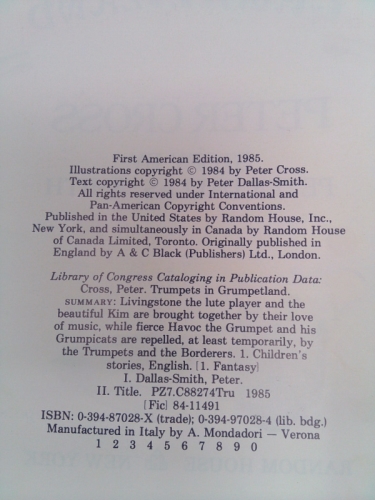 First American Edition, 1985.
Illustrations copyright © 1984 by Peter Cross.
Text copyright © 1984 by Peter Dallas-Smith.
All rights reserved under International and
Pan-American Copyright Conventions.
Published in the United States by Random House, Inc.,
New York, and simultaneously in Canada by Random House
of Canada Limited, Toronto. Originally published in
England by A & C Black (Publishers) Ltd., London.
Library of Congress Cataloging in Publication Data:
Cross, Peter. Trumpets in Grumpetland.
SUMMARY: Livingstone the lute player and the
beautiful Kim are brought together by their love
of music, while fierce Havoc the Grumpet and his
Grumpicats are repelled, at least temporarily, by
the Trumpets and the Borderers. 1. Children's
stories, English. [1. Fantasy]
I. Dallas-Smith, Peter.
II. Title. PZ7.C88274Tru 1985
[Fic] 84-11491
ISBN: 0-394-87028-X (trade); 0-394-97028-4 (lib. bdg.)
Manufactured in Italy by A. Mondadori — Verona
1 2 3 4 5 6 7 8 9 0